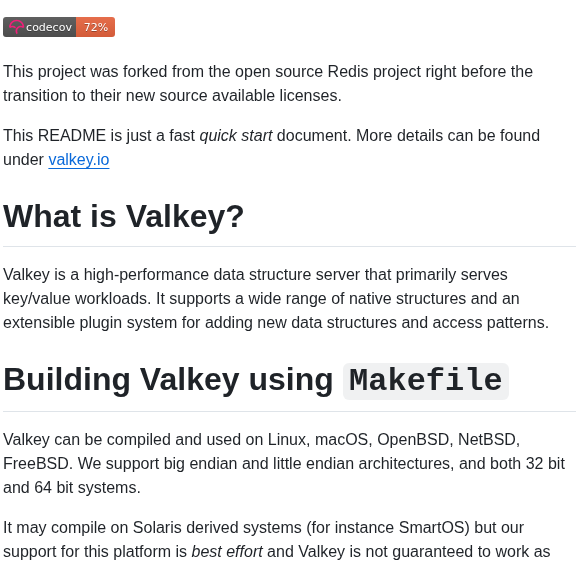 codecov 72%
This project was forked from the open source Redis project right before the
transition to their new source available licenses.
This README is just a fast quick start document. More details can be found
under valkey.io
What is Valkey?
Valkey is a high-performance data structure server that primarily serves
key/value workloads. It supports a wide range of native structures and an
extensible plugin system for adding new data structures and access patterns.
Building Valkey using Makefile
Valkey can be compiled and used on Linux, macOS, OpenBSD, NetBSD,
FreeBSD. We support big endian and little endian architectures, and both 32 bit
and 64 bit systems.
It may compile on Solaris derived systems (for instance SmartOS) but our
support for this platform is best effort and Valkey is not guaranteed to work as